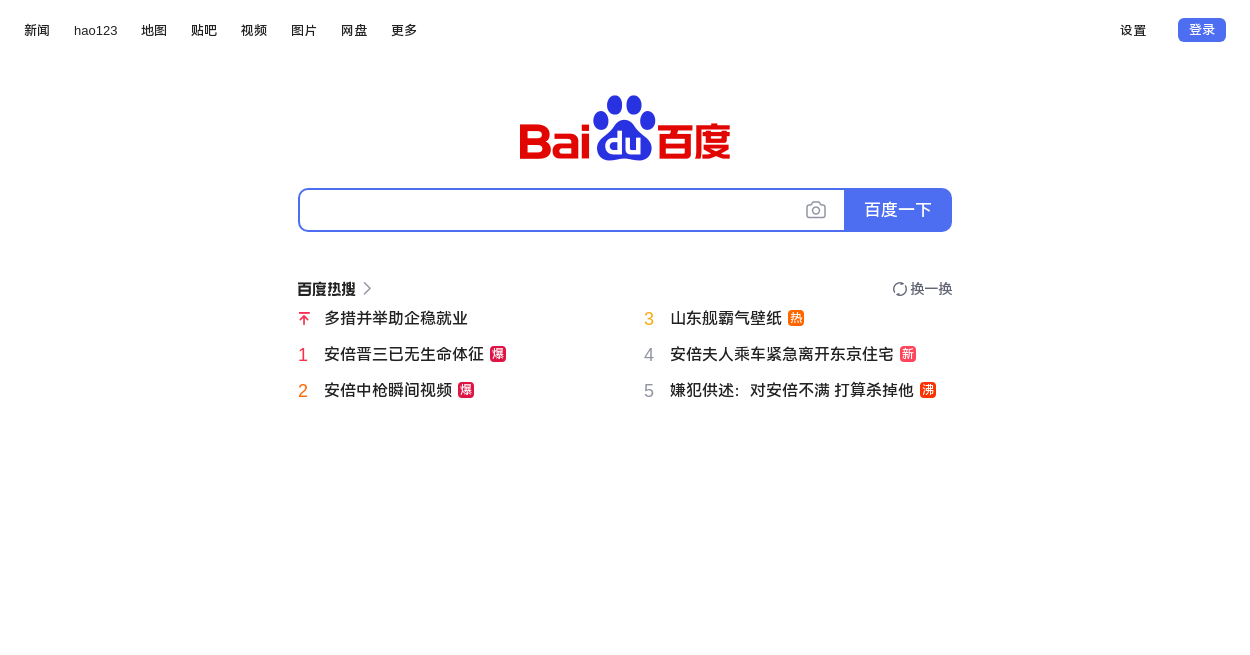 新闻 hao123 地图 贴吧 视频 图片 网盘 更多 设置 登录
Baidu百度
百度一下
百度热搜 换一换
多措并举助企稳就业
3 山东舰霸气壁纸 热
1 安倍晋三已无生命体征 爆
4 安倍夫人乘车紧急离开东京住宅 新
2 安倍中枪瞬间视频 爆
5 嫌犯供述：对安倍不满 打算杀掉他 沸